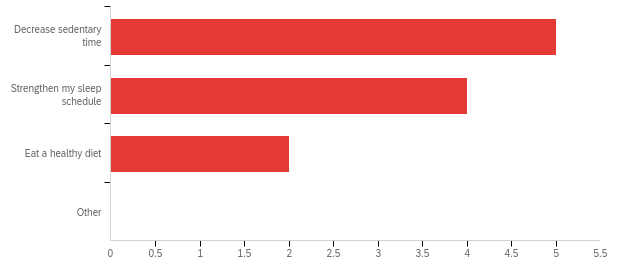 Decrease sedentary
time
Strengthen my sleep
schedule
Eat a healthy diet
Other
0 0.5 1 1.5 2 2.5 3 3.5 4 4.5 5 5.5